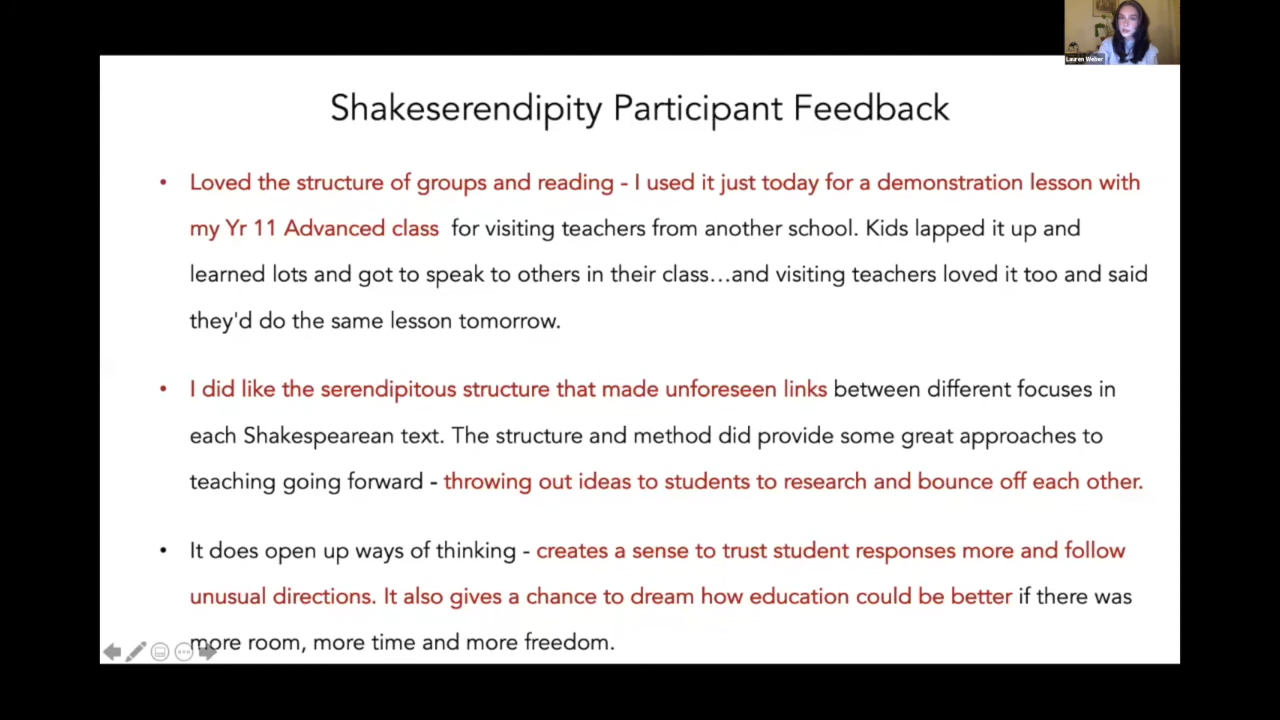 Lauren Weber
Shakeserendipity Participant Feedback
• Loved the structure of groups and reading - I used it just today for a demonstration lesson with
my Yr 11 Advanced class for visiting teachers from another school. Kids lapped it up and
learned lots and got to speak to others in their class...and visiting teachers loved it too and said
they'd do the same lesson tomorrow.
• I did like the serendipitous structure that made unforeseen links between different focuses in
each Shakespearean text. The structure and method did provide some great approaches to
teaching going forward - throwing out ideas to students to research and bounce off each other.
• It does open up ways of thinking - creates a sense to trust student responses more and follow
unusual directions. It also gives a chance to dream how education could be better if there was
more room, more time and more freedom.